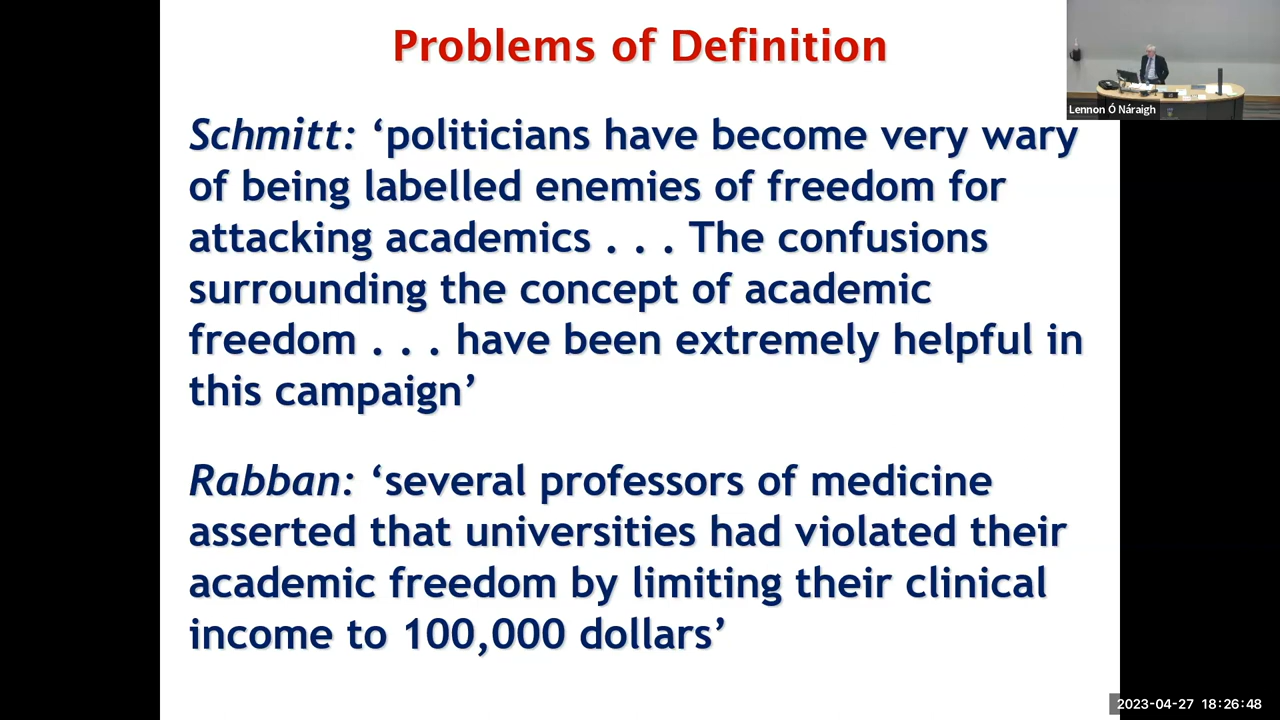 Problems of Definition
Lennon Ó Náraigh
Schmitt: ‘politicians have become very wary
of being labelled enemies of freedom for
attacking academics . . . The confusions
surrounding the concept of academic
freedom . . . have been extremely helpful in
this campaign’
Rabban: ‘several professors of medicine
asserted that universities had violated their
academic freedom by limiting their clinical
income to 100,000 dollars’
2023-04-27 18:26:48